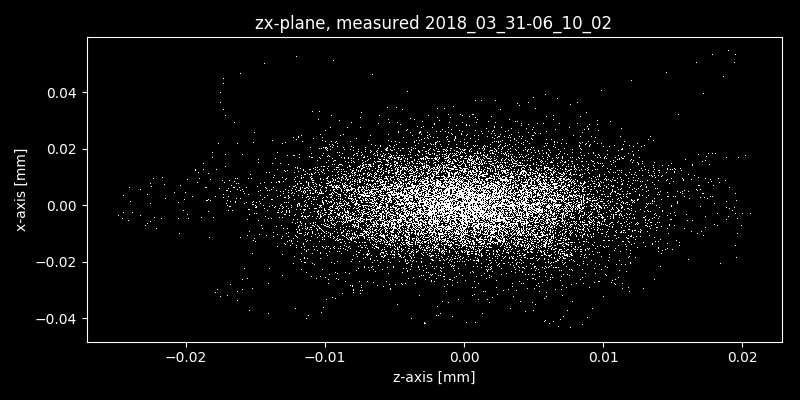 zx-plane, measured 2018_03_31-06_10_02
0.04
0.02
0.00
−0.02
−0.04
x-axis [mm]
−0.02 −0.01 0.00 0.01 0.02
z-axis [mm]